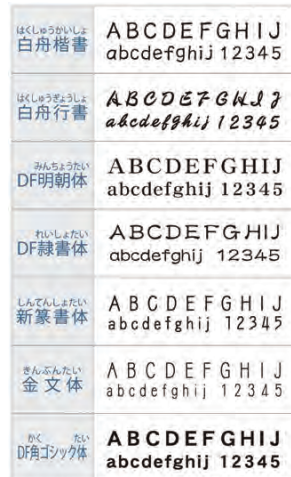 はくしゅうかいしょ
白舟楷書
ABCDEFGHIJ
abcdefghij 12345
はくしゅうぎょうしょ
白舟行書
ABCDEFGHIJ
abcdefghij 12345
みんちょうたい
DF明朝体
ABCDEFGHIJ
abcdefghij 12345
れいしょたい
DF隷書体
ABCDEFGHIJ
abcdefghij 12345
しんてんしょたい
新篆書体
ABCDEFGHIJ
abcdefghij 12345
きんぶんたい
金文体
ABCDEFGHIJ
abcdefghij 12345
かく たい
DF角ゴシック体
ABCDEFGHIJ
abcdefghij 12345